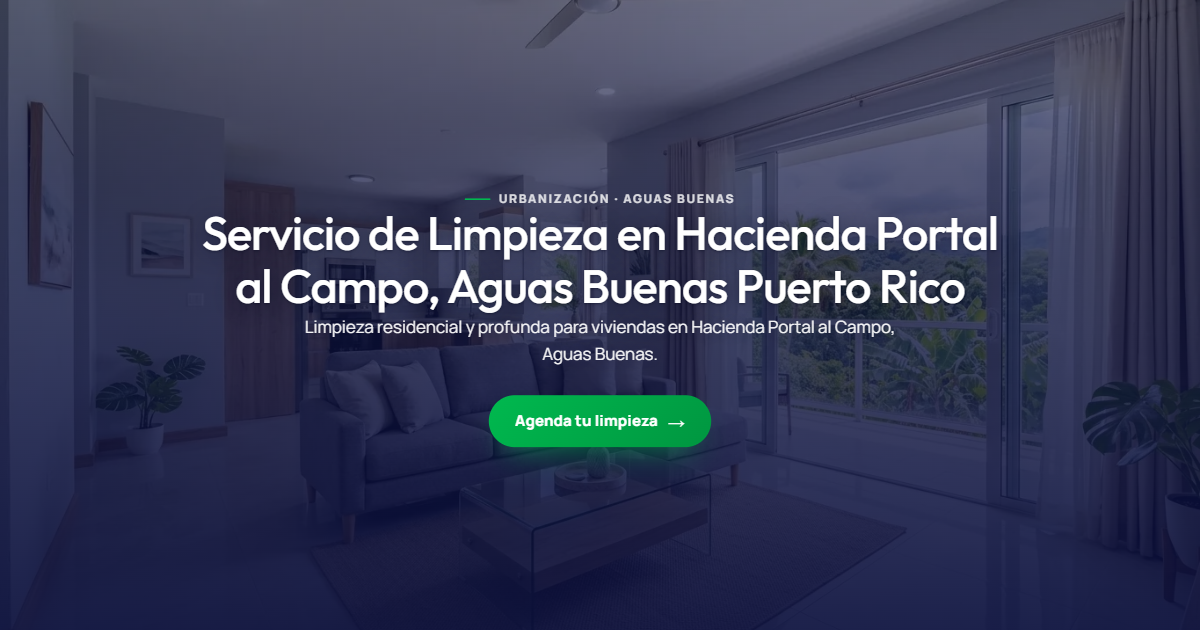 URBANIZACIÓN · AGUAS BUENAS
Servicio de Limpieza en Hacienda Portal
al Campo, Aguas Buenas Puerto Rico
Limpieza residencial y profunda para viviendas en Hacienda Portal al Campo,
Aguas Buenas.
Agenda tu limpieza →